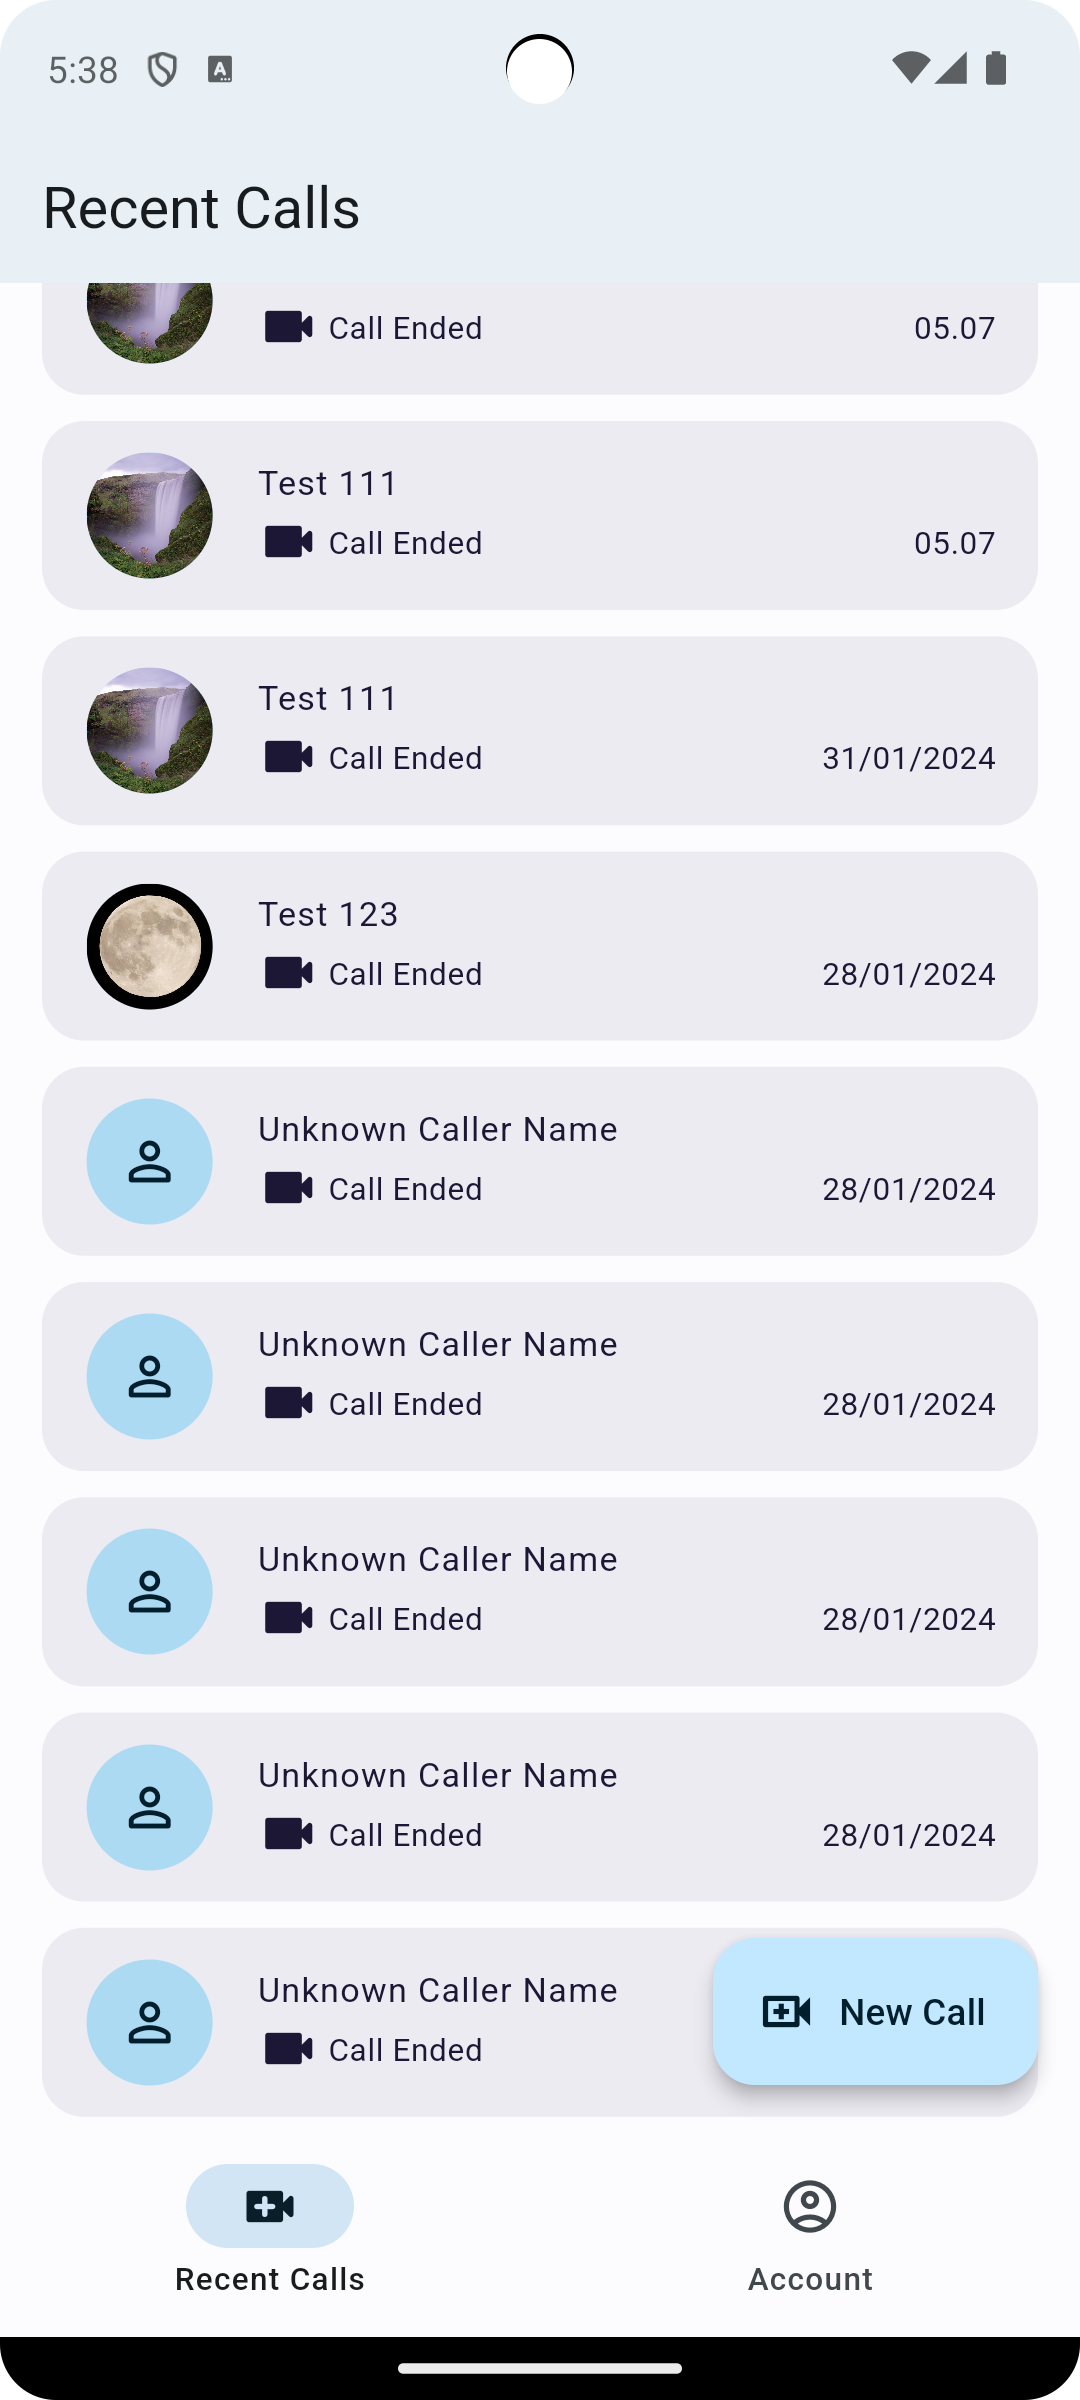 5:38
Recent Calls
Call Ended 05.07
Test 111
Call Ended 05.07
Test 111
Call Ended 31/01/2024
Test 123
Call Ended 28/01/2024
Unknown Caller Name
Call Ended 28/01/2024
Unknown Caller Name
Call Ended 28/01/2024
Unknown Caller Name
Call Ended 28/01/2024
Unknown Caller Name
Call Ended 28/01/2024
Unknown Caller Name
Call Ended
New Call
Recent Calls Account